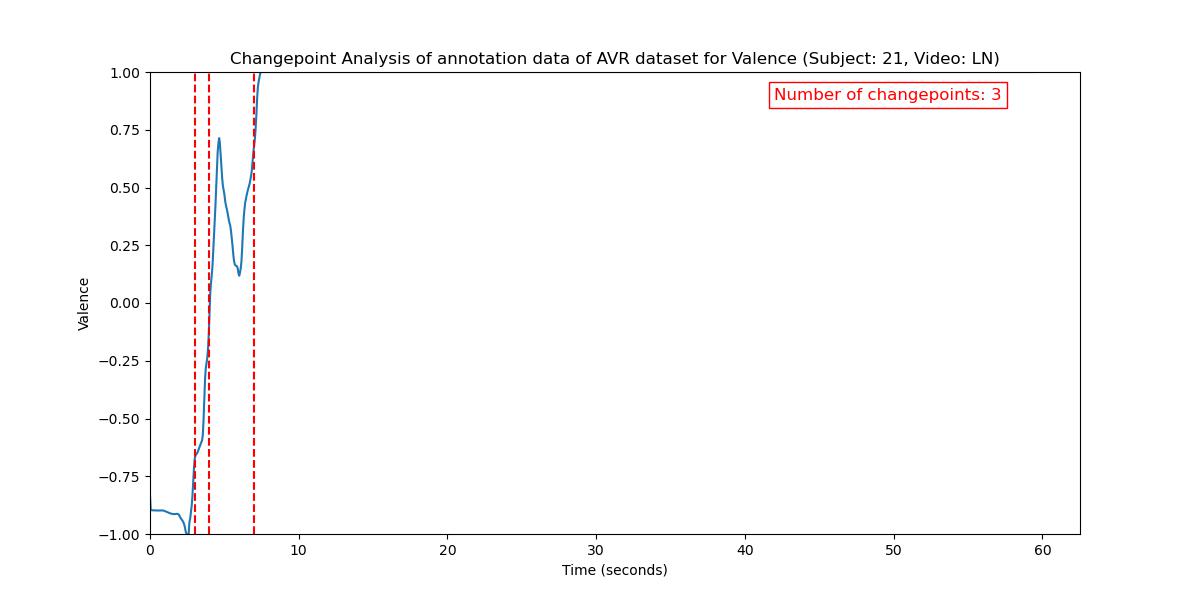 Changepoint Analysis of annotation data of AVR dataset for Valence (Subject: 21, Video: LN)
Number of changepoints: 3
1.00
0.75
0.50
0.25
0.00
−0.25
−0.50
−0.75
−1.00
Valence
0 10 20 30 40 50 60
Time (seconds)